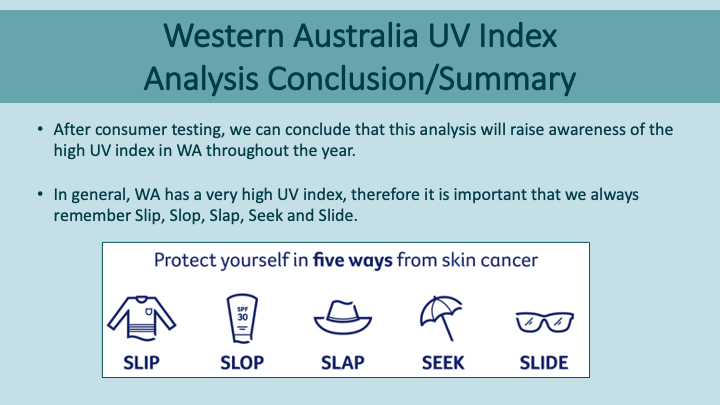 Western Australia UV Index
Analysis Conclusion/Summary
• After consumer testing, we can conclude that this analysis will raise awareness of the
high UV index in WA throughout the year.
• In general, WA has a very high UV index, therefore it is important that we always
remember Slip, Slop, Slap, Seek and Slide.
Protect yourself in five ways from skin cancer
SPF
30
SLIP SLOP SLAP SEEK SLIDE